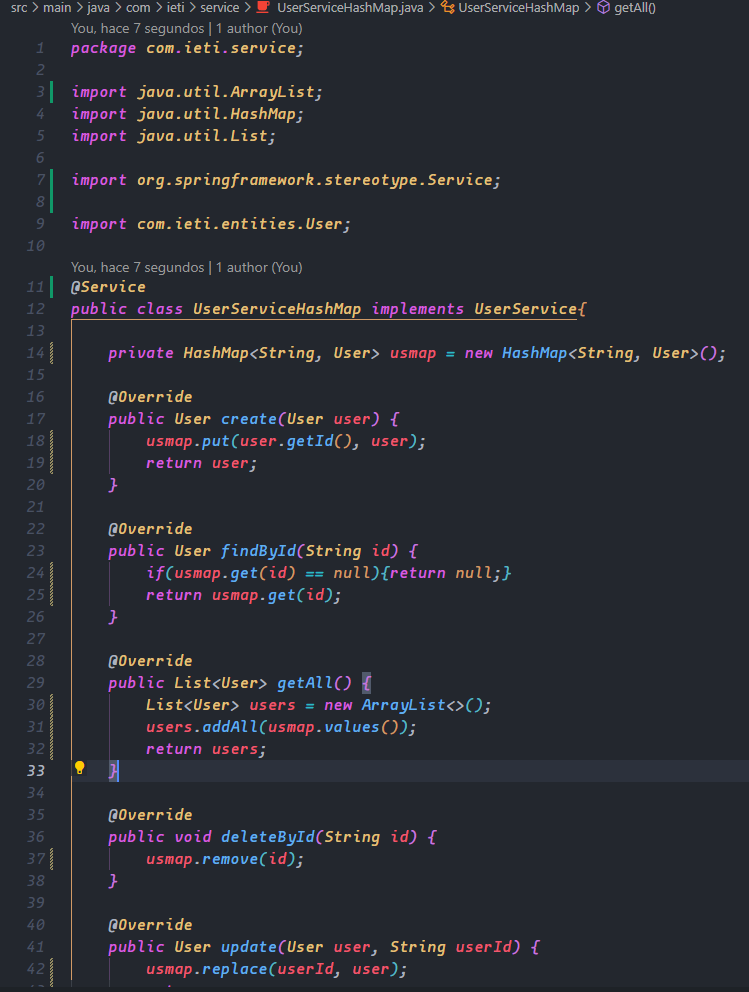 src > main > java > com > ieti > service > UserServiceHashMap.java > UserServiceHashMap > getAll()
You, hace 7 segundos | 1 author (You)
1 package com.ieti.service;
2
3 import java.util.ArrayList;
4 import java.util.HashMap;
5 import java.util.List;
6
7 import org.springframework.stereotype.Service;
8
9 import com.ieti.entities.User;
10
You, hace 7 segundos | 1 author (You)
11 @Service
12 public class UserServiceHashMap implements UserService{
13
14 private HashMap<String, User> usmap = new HashMap<String, User>();
15
16 @Override
17 public User create(User user) {
18 usmap.put(user.getId(), user);
19 return user;
20 }
21
22 @Override
23 public User findById(String id) {
24 if(usmap.get(id) == null){return null;}
25 return usmap.get(id);
26 }
27
28 @Override
29 public List<User> getAll() {
30 List<User> users = new ArrayList<>();
31 users.addAll(usmap.values());
32 return users;
33 }
34
35 @Override
36 public void deleteById(String id) {
37 usmap.remove(id);
38 }
39
40 @Override
41 public User update(User user, String userId) {
42 usmap.replace(userId, user);